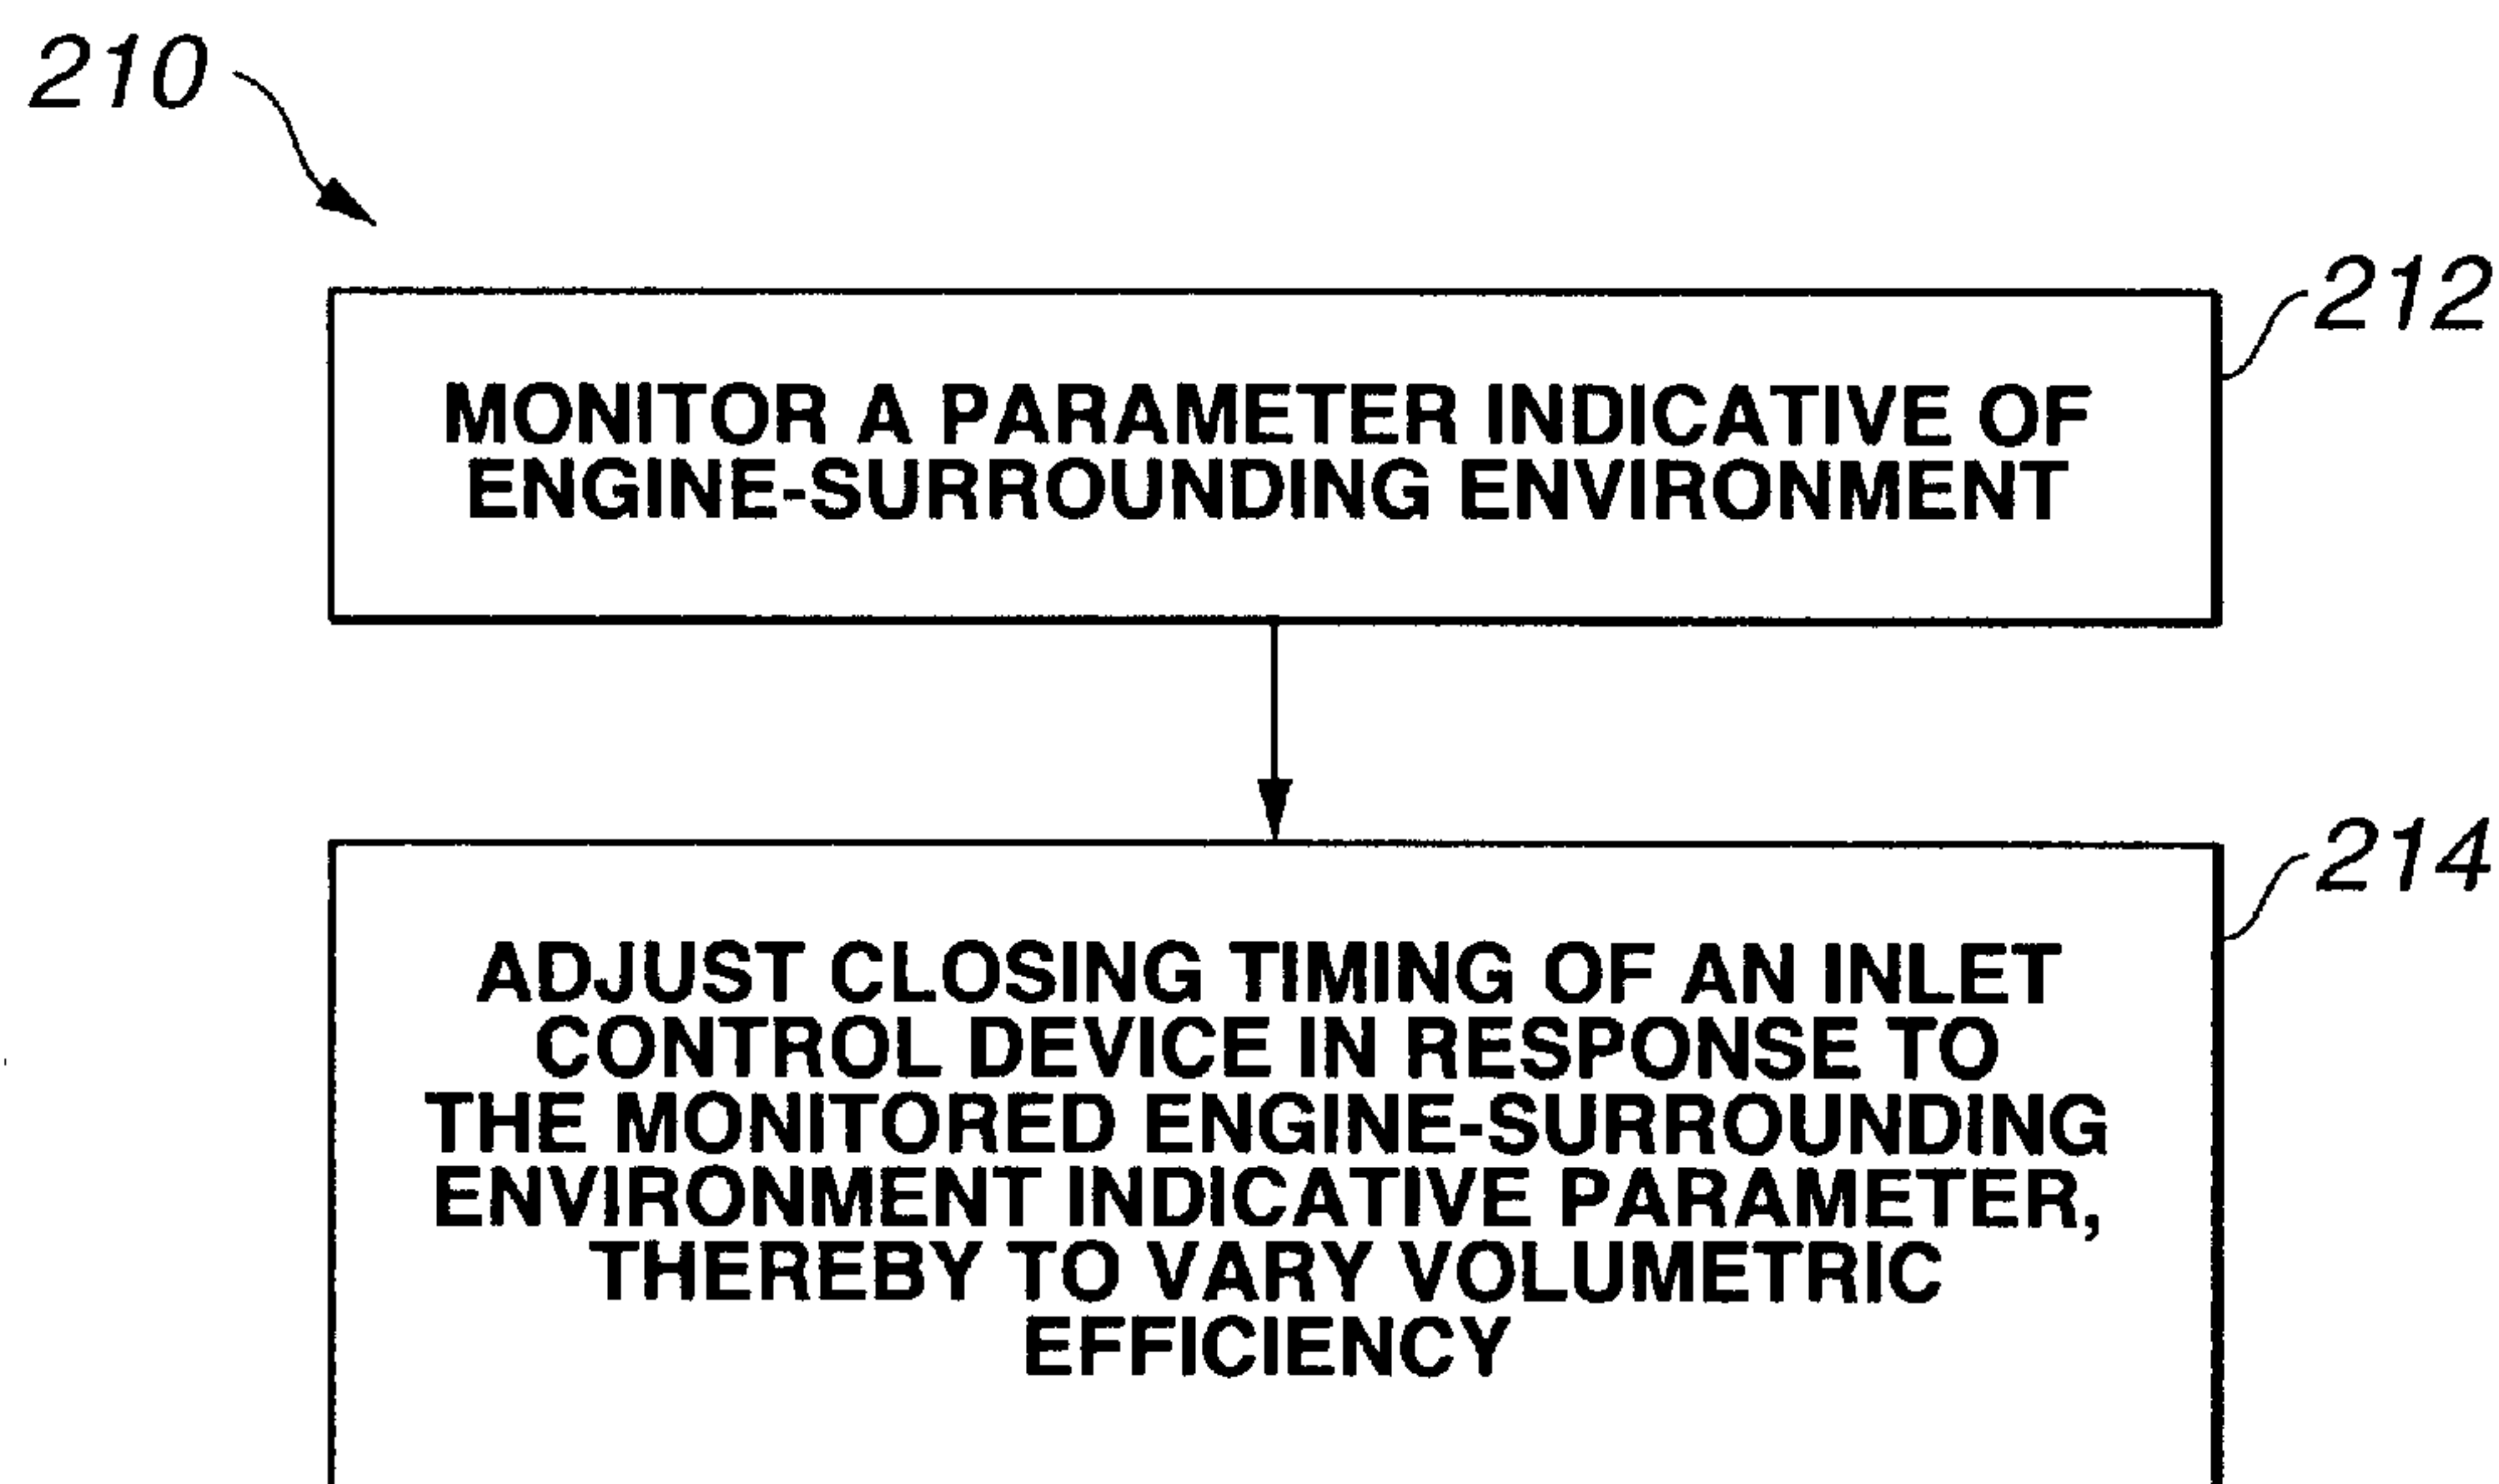 210
212
MONITOR A PARAMETER INDICATIVE OF
ENGINE-SURROUNDING ENVIRONMENT
214
ADJUST CLOSING TIMING OF AN INLET
CONTROL DEVICE IN RESPONSE TO
THE MONITORED ENGINE-SURROUNDING
ENVIRONMENT INDICATIVE PARAMETER,
THEREBY TO VARY VOLUMETRIC
EFFICIENCY